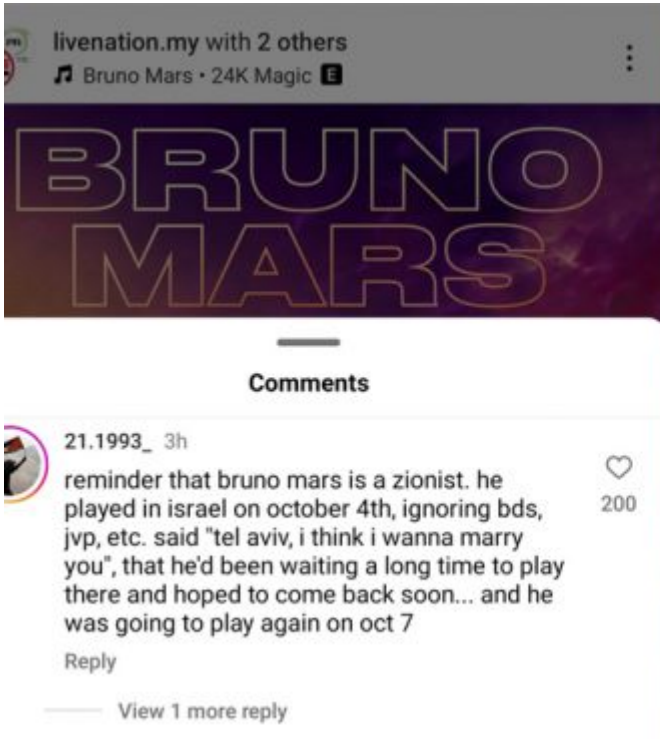 livenation.my with 2 others
Bruno Mars • 24K Magic E
BRUNO
MARS
Comments
21.1993_ 3h
reminder that bruno mars is a zionist. he
played in israel on october 4th, ignoring bds,
jvp, etc. said "tel aviv, i think i wanna marry
you", that he'd been waiting a long time to play
there and hoped to come back soon... and he
was going to play again on oct 7
200
Reply
View 1 more reply